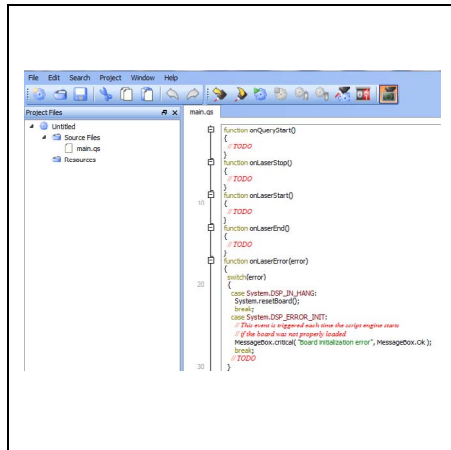 File Edit Search Project Window Help
Project Files
main.qs
Untitled
Source Files
main.qs
Resources
function onQueryStart()
{
// TODO
}
function onLaserStop()
{
// TODO
}
function onLaserStart()
10
{
// TODO
}
function onLaserEnd()
{
// TODO
}
function onLaserError(error)
{
switch(error)
20
{
case System.DSP_IN_HANG:
System.resetBoard();
break;
case System.DSP_ERROR_INIT:
// This event is triggered each time the script engine starts
// if the board was not properly loaded
MessageBox.critical( "Board initialization error", MessageBox.Ok );
break;
// TODO
30
}